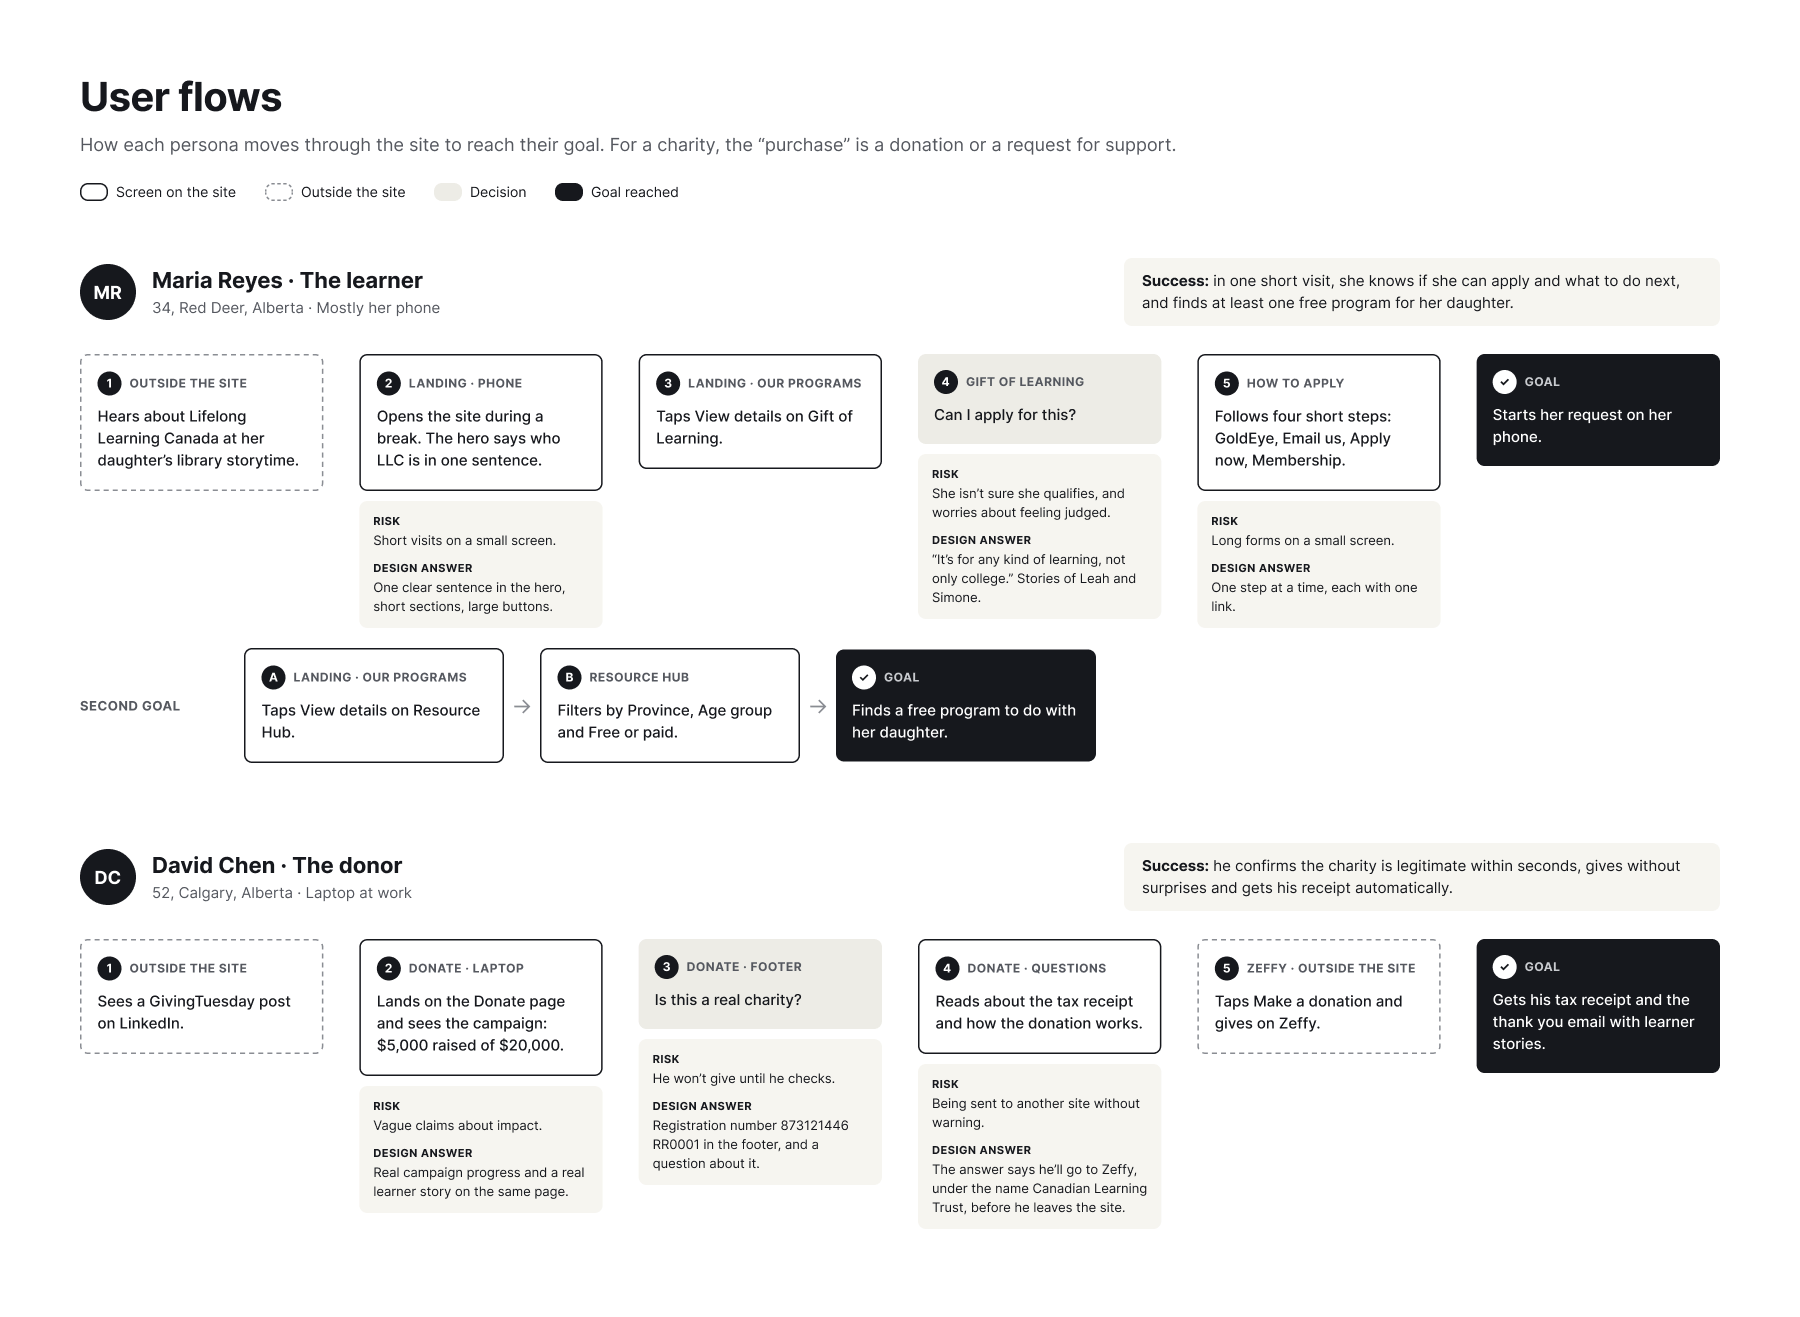 User flows
How each persona moves through the site to reach their goal. For a charity, the “purchase” is a donation or a request for support.
Screen on the site
Outside the site
Decision
Goal reached
MR
Maria Reyes · The learner
34, Red Deer, Alberta · Mostly her phone
Success: in one short visit, she knows if she can apply and what to do next,
and finds at least one free program for her daughter.
1 OUTSIDE THE SITE
Hears about Lifelong
Learning Canada at her
daughter’s library storytime.
2 LANDING · PHONE
Opens the site during a
break. The hero says who
LLC is in one sentence.
RISK
Short visits on a small screen.
DESIGN ANSWER
One clear sentence in the hero,
short sections, large buttons.
3 LANDING · OUR PROGRAMS
Taps View details on Gift of
Learning.
4 GIFT OF LEARNING
Can I apply for this?
RISK
She isn’t sure she qualifies, and
worries about feeling judged.
DESIGN ANSWER
“It’s for any kind of learning, not
only college.” Stories of Leah and
Simone.
5 HOW TO APPLY
Follows four short steps:
GoldEye, Email us, Apply
now, Membership.
RISK
Long forms on a small screen.
DESIGN ANSWER
One step at a time, each with one
link.
GOAL
Starts her request on her
phone.
SECOND GOAL
A LANDING · OUR PROGRAMS
Taps View details on Resource
Hub.
B RESOURCE HUB
Filters by Province, Age group
and Free or paid.
GOAL
Finds a free program to do with
her daughter.
DC
David Chen · The donor
52, Calgary, Alberta · Laptop at work
Success: he confirms the charity is legitimate within seconds, gives without
surprises and gets his receipt automatically.
1 OUTSIDE THE SITE
Sees a GivingTuesday post
on LinkedIn.
2 DONATE · LAPTOP
Lands on the Donate page
and sees the campaign:
$5,000 raised of $20,000.
RISK
Vague claims about impact.
DESIGN ANSWER
Real campaign progress and a real
learner story on the same page.
3 DONATE · FOOTER
Is this a real charity?
RISK
He won’t give until he checks.
DESIGN ANSWER
Registration number 873121446
RR0001 in the footer, and a
question about it.
4 DONATE · QUESTIONS
Reads about the tax receipt
and how the donation works.
RISK
Being sent to another site without
warning.
DESIGN ANSWER
The answer says he’ll go to Zeffy,
under the name Canadian Learning
Trust, before he leaves the site.
5 ZEFFY · OUTSIDE THE SITE
Taps Make a donation and
gives on Zeffy.
GOAL
Gets his tax receipt and the
thank you email with learner
stories.